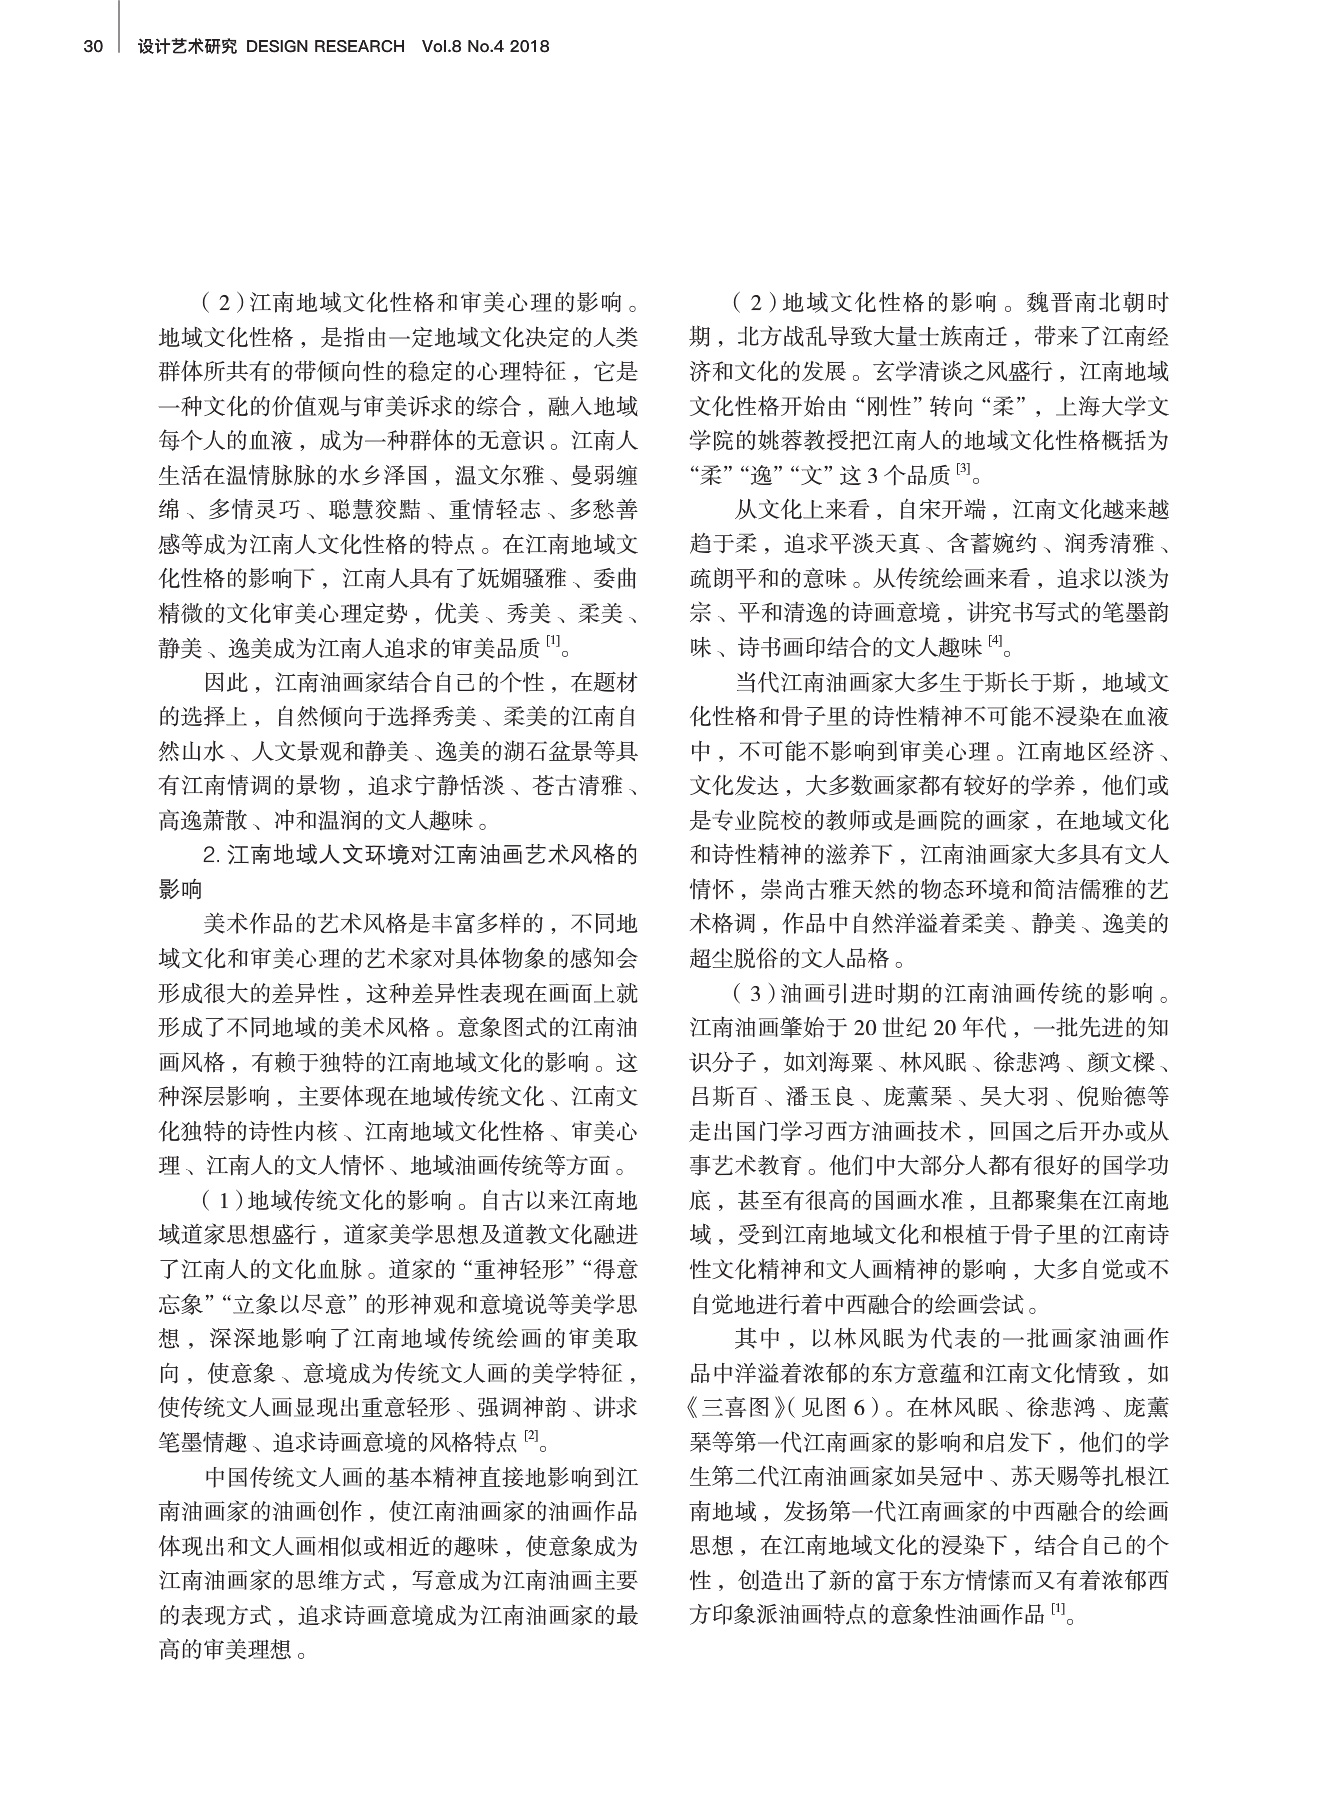 30 设计艺术研究 DESIGN RESEARCH Vol.8 No.4 2018
（2）江南地域文化性格和审美心理的影响。
地域文化性格，是指由一定地域文化决定的人类
群体所共有的带倾向性的稳定的心理特征，它是
一种文化的价值观与审美诉求的综合，融入地域
每个人的血液，成为一种群体的无意识。江南人
生活在温情脉脉的水乡泽国，温文尔雅、曼弱缠
绵、多情灵巧、聪慧狡黠、重情轻志、多愁善
感等成为江南人文化性格的特点。在江南地域文
化性格的影响下，江南人具有了妩媚骚雅、委曲
精微的文化审美心理定势，优美、秀美、柔美、
静美、逸美成为江南人追求的审美品质[1]。
因此，江南油画家结合自己的个性，在题材
的选择上，自然倾向于选择秀美、柔美的江南自
然山水、人文景观和静美、逸美的湖石盆景等具
有江南情调的景物，追求宁静恬淡、苍古清雅、
高逸萧散、冲和温润的文人趣味。
2. 江南地域人文环境对江南油画艺术风格的
影响
美术作品的艺术风格是丰富多样的，不同地
域文化和审美心理的艺术家对具体物象的感知会
形成很大的差异性，这种差异性表现在画面上就
形成了不同地域的美术风格。意象图式的江南油
画风格，有赖于独特的江南地域文化的影响。这
种深层影响，主要体现在地域传统文化、江南文
化独特的诗性内核、江南地域文化性格、审美心
理、江南人的文人情怀、地域油画传统等方面。
（1）地域传统文化的影响。自古以来江南地
域道家思想盛行，道家美学思想及道教文化融进
了江南人的文化血脉。道家的“重神轻形”“得意
忘象”“立象以尽意”的形神观和意境说等美学思
想，深深地影响了江南地域传统绘画的审美取
向，使意象、意境成为传统文人画的美学特征，
使传统文人画显现出重意轻形、强调神韵、讲求
笔墨情趣、追求诗画意境的风格特点[2]。
中国传统文人画的基本精神直接地影响到江
南油画家的油画创作，使江南油画家的油画作品
体现出和文人画相似或相近的趣味，使意象成为
江南油画家的思维方式，写意成为江南油画主要
的表现方式，追求诗画意境成为江南油画家的最
高的审美理想。
（2）地域文化性格的影响。魏晋南北朝时
期，北方战乱导致大量士族南迁，带来了江南经
济和文化的发展。玄学清谈之风盛行，江南地域
文化性格开始由“刚性”转向“柔”，上海大学文
学院的姚蓉教授把江南人的地域文化性格概括为
“柔”“逸”“文”这 3 个品质[3]。
从文化上来看，自宋开端，江南文化越来越
趋于柔，追求平淡天真、含蓄婉约、润秀清雅、
疏朗平和的意味。从传统绘画来看，追求以淡为
宗、平和清逸的诗画意境，讲究书写式的笔墨韵
味、诗书画印结合的文人趣味[4]。
当代江南油画家大多生于斯长于斯，地域文
化性格和骨子里的诗性精神不可能不浸染在血液
中，不可能不影响到审美心理。江南地区经济、
文化发达，大多数画家都有较好的学养，他们或
是专业院校的教师或是画院的画家，在地域文化
和诗性精神的滋养下，江南油画家大多具有文人
情怀，崇尚古雅天然的物态环境和简洁儒雅的艺
术格调，作品中自然洋溢着柔美、静美、逸美的
超尘脱俗的文人品格。
（3）油画引进时期的江南油画传统的影响。
江南油画肇始于 20 世纪 20 年代，一批先进的知
识分子，如刘海粟、林风眠、徐悲鸿、颜文樑、
吕斯百、潘玉良、庞薰琹、吴大羽、倪贻德等
走出国门学习西方油画技术，回国之后开办或从
事艺术教育。他们中大部分人都有很好的国学功
底，甚至有很高的国画水准，且都聚集在江南地
域，受到江南地域文化和根植于骨子里的江南诗
性文化精神和文人画精神的影响，大多自觉或不
自觉地进行着中西融合的绘画尝试。
其中，以林风眠为代表的一批画家油画作
品中洋溢着浓郁的东方意蕴和江南文化情致，如
《三喜图》（见图 6）。在林风眠、徐悲鸿、庞薰
琹等第一代江南画家的影响和启发下，他们的学
生第二代江南油画家如吴冠中、苏天赐等扎根江
南地域，发扬第一代江南画家的中西融合的绘画
思想，在江南地域文化的浸染下，结合自己的个
性，创造出了新的富于东方情愫而又有着浓郁西
方印象派油画特点的意象性油画作品[1]。